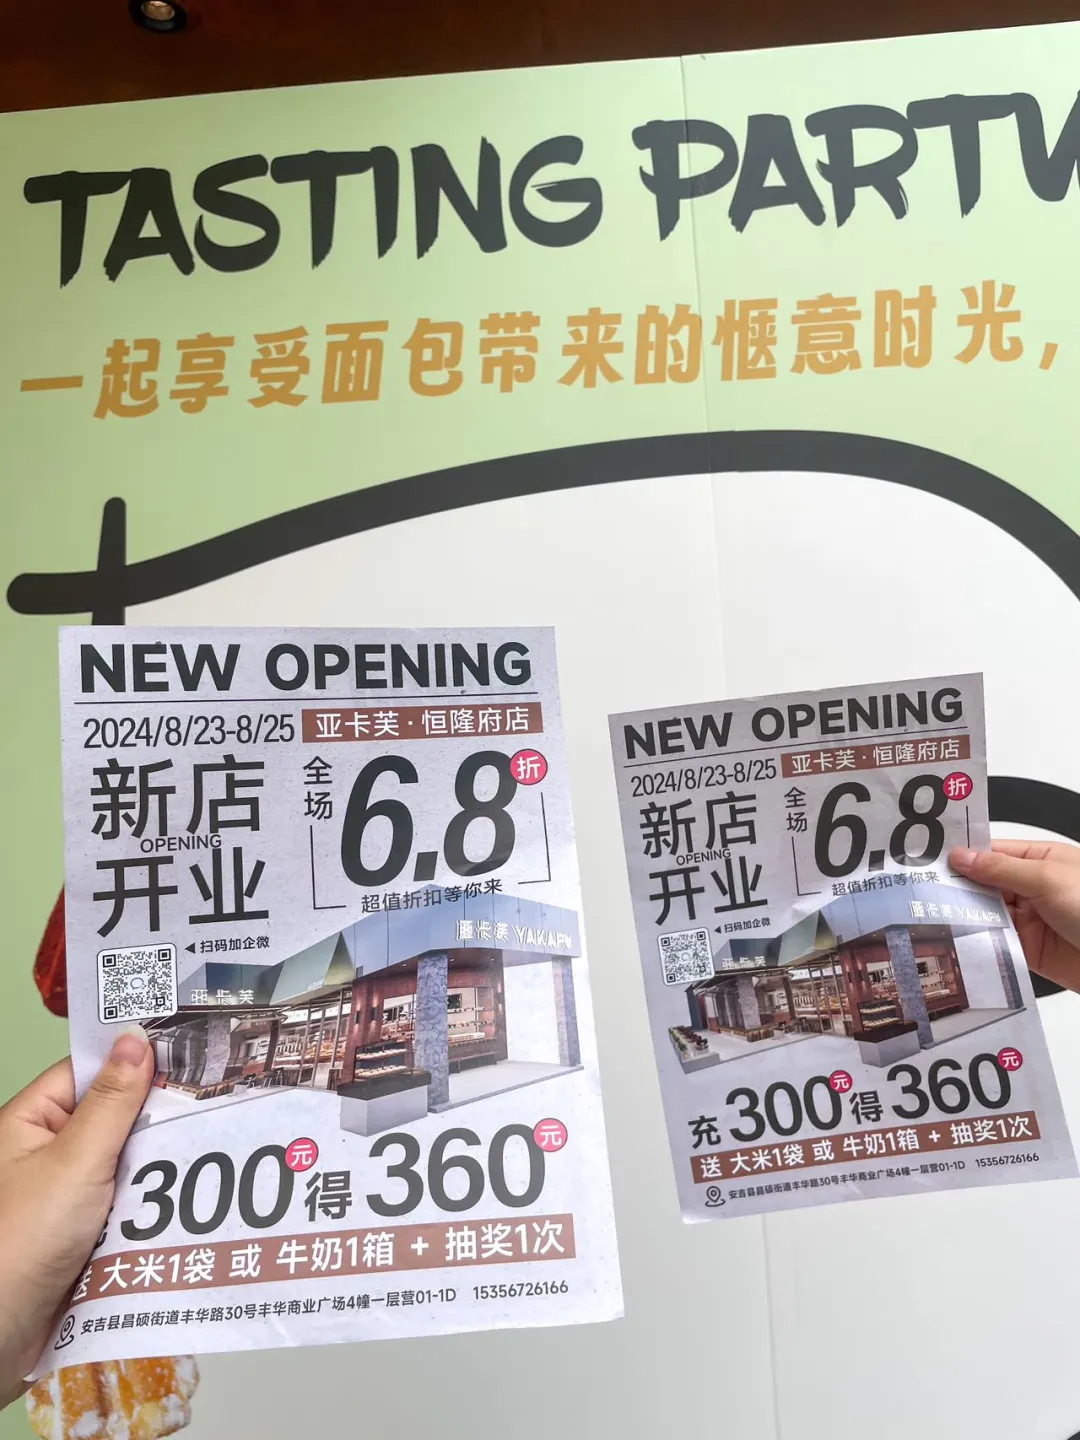 TASTING PARTY
一起享受面包带来的惬意时光，
NEW OPENING
2024/8/23-8/25
亚卡芙·恒隆府店
新店
OPENING
开业
全场
6.8折
超值折扣等你来
扫码加企微
亚卡芙 YAKAFU
亚卡芙
300元得360元
送 大米1袋 或 牛奶1箱 + 抽奖1次
安吉县昌硕街道丰华路30号丰华商业广场4幢一层营01-1D 15356726166
NEW OPENING
2024/8/23-8/25
亚卡芙·恒隆府店
新店
OPENING
开业
全场
6.8折
超值折扣等你来
扫码加企微
亚卡芙 YAKAFU
亚卡芙
充300元得360元
送 大米1袋 或 牛奶1箱 + 抽奖1次
安吉县昌硕街道丰华路30号丰华商业广场4幢一层营01-1D 15356726166